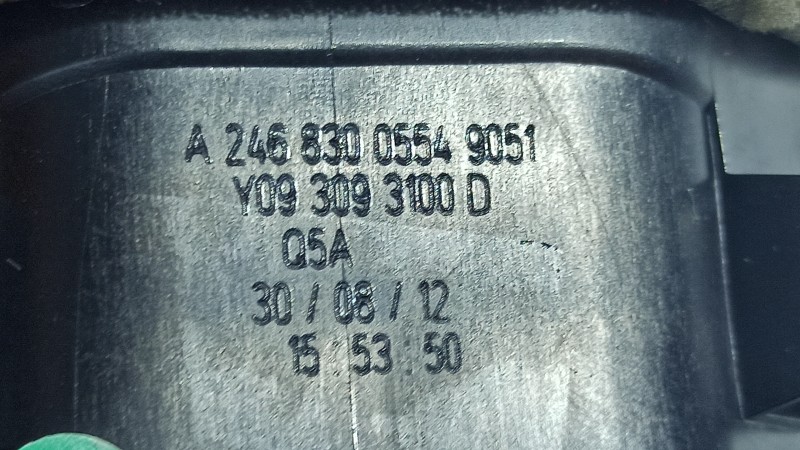 A 246 830 0554 9051
Y09 309 3100 D
Q5A
30 / 08 / 12
15 : 53 : 50